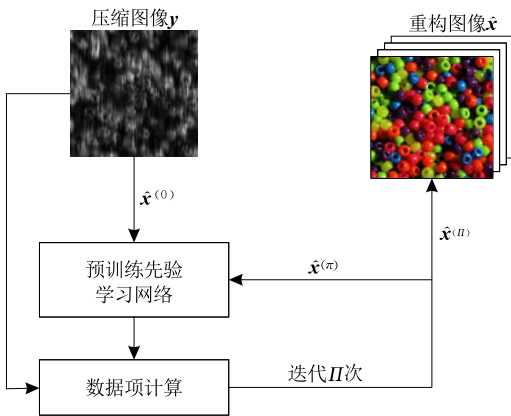 压缩图像y
重构图像x̂
x̂⁽⁰⁾
x̂⁽ᴨ⁾
预训练先验
学习网络
x̂⁽π⁾
数据项计算
迭代Π次